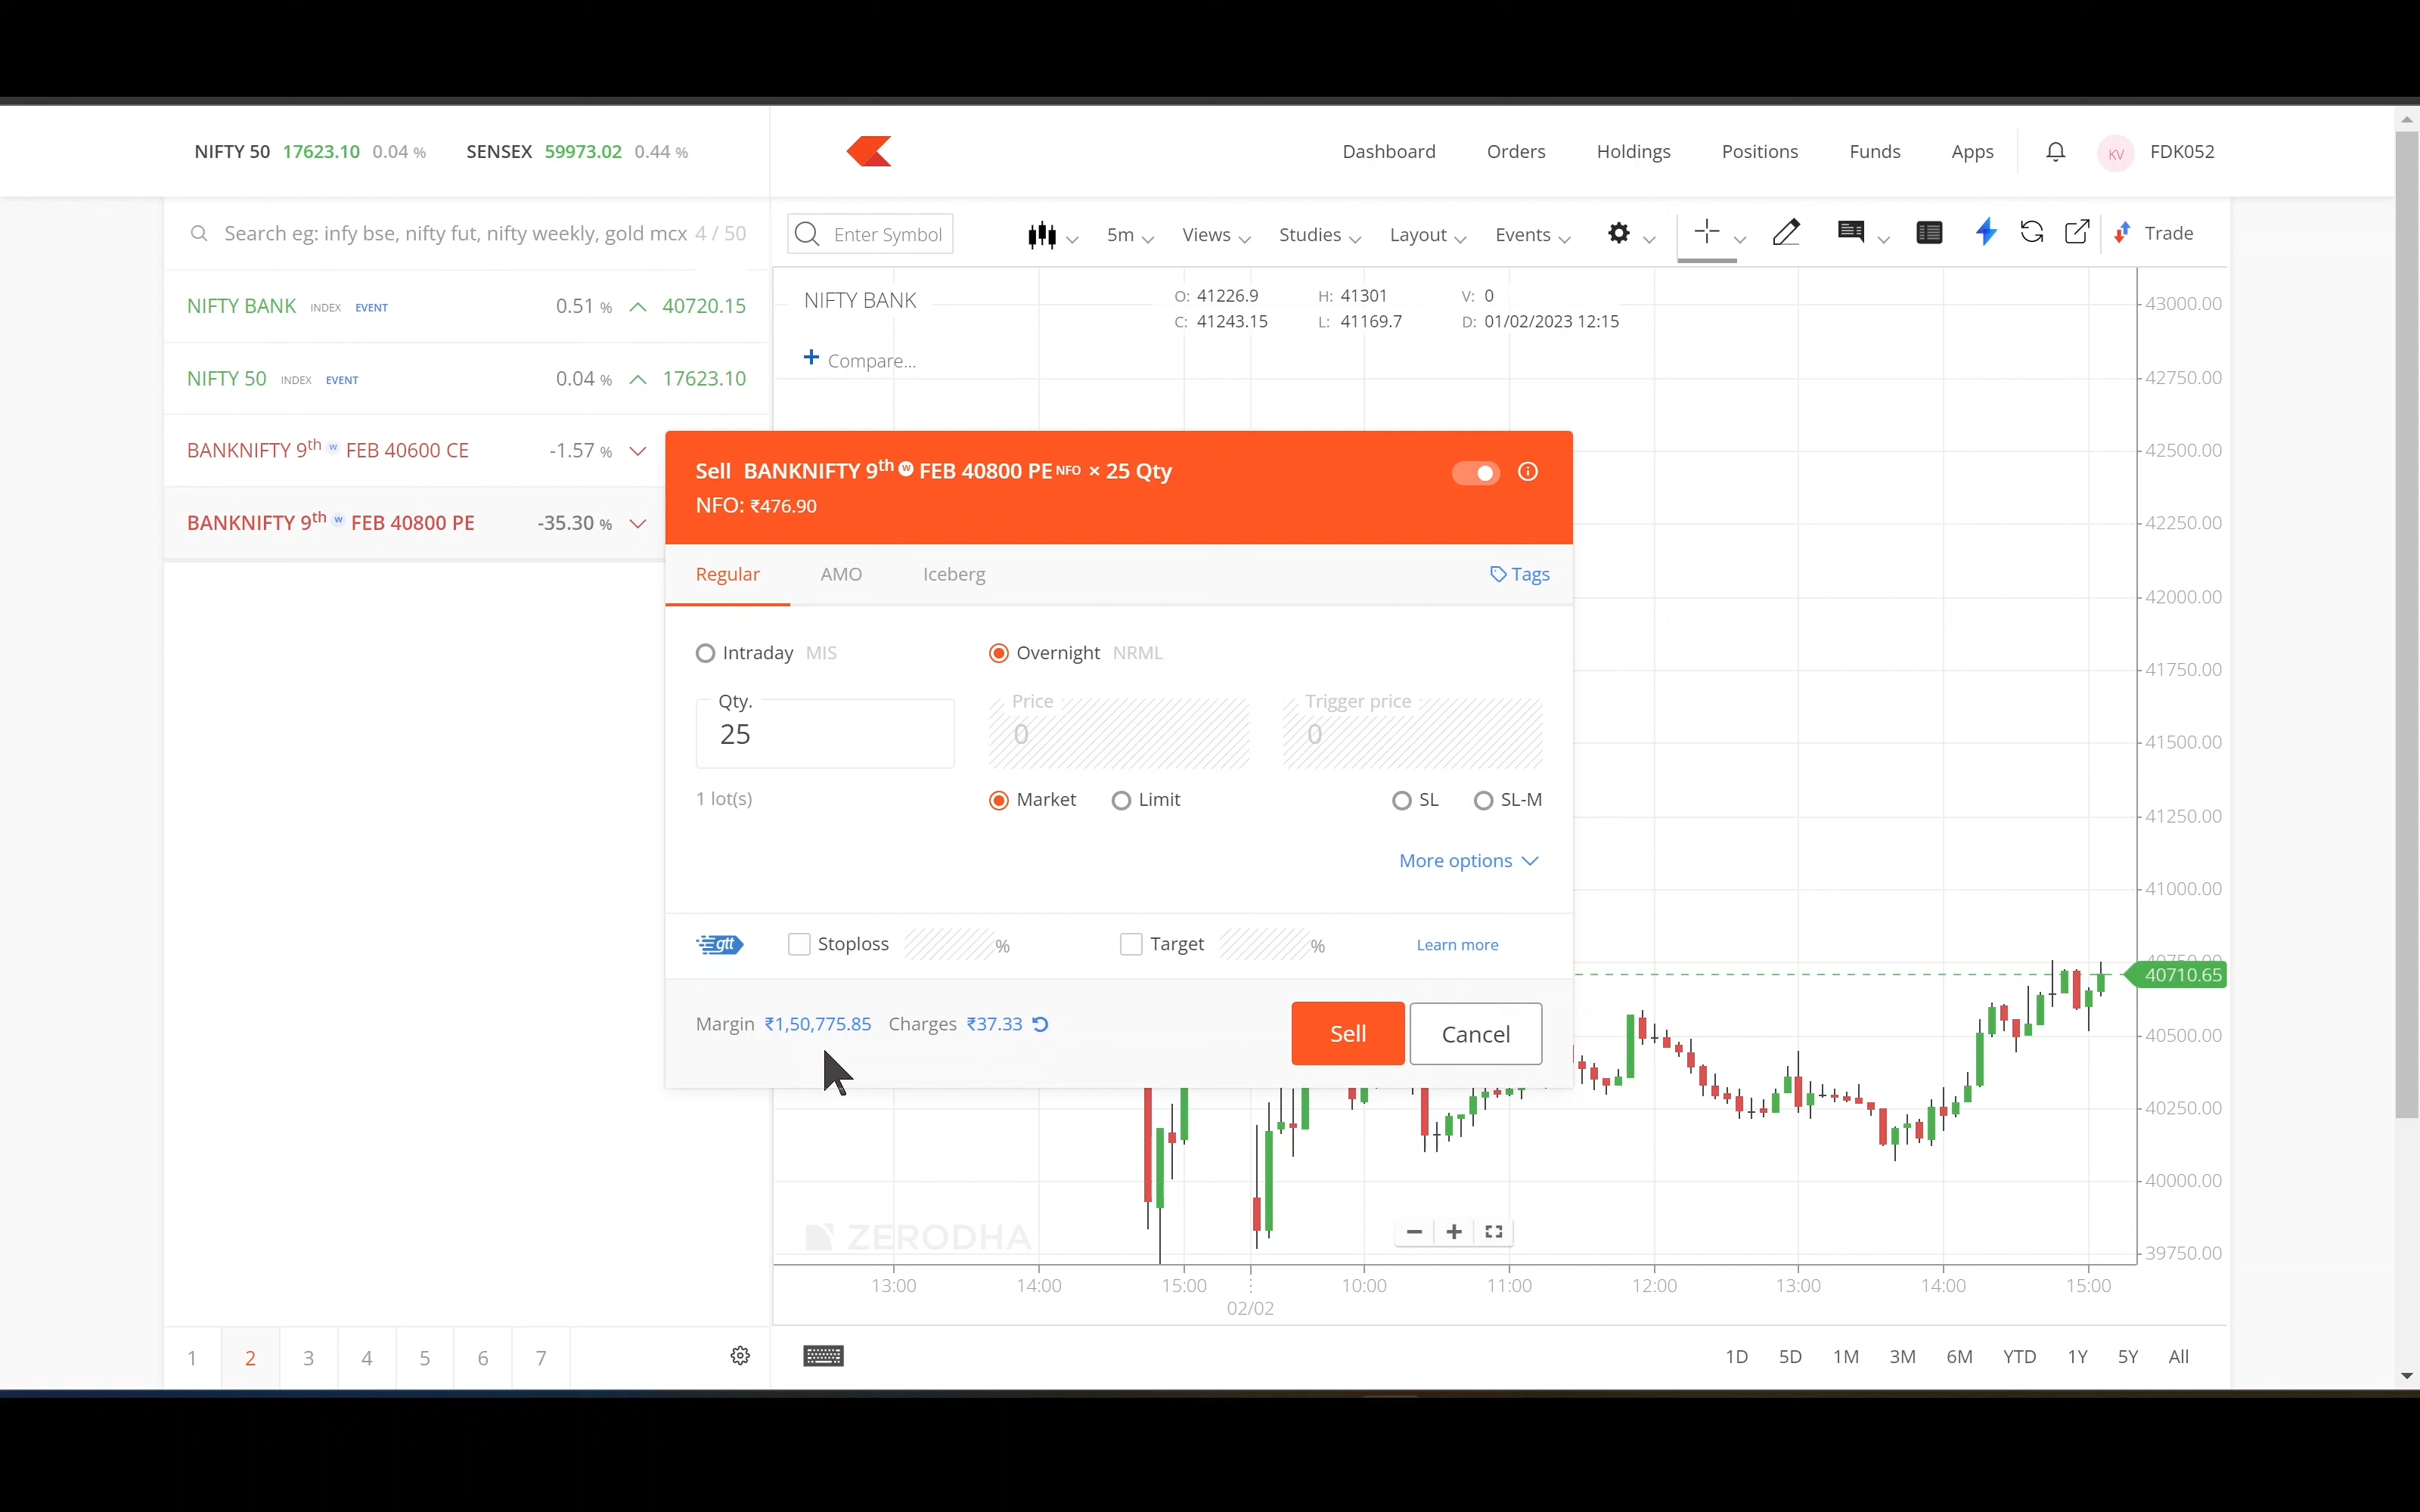 NIFTY 50 17623.10 0.04 % SENSEX 59973.02 0.44 %
Dashboard Orders Holdings Positions Funds Apps KV FDK052
Search eg: infy bse, nifty fut, nifty weekly, gold mcx 4 / 50
Enter Symbol 5m Views Studies Layout Events Trade
NIFTY BANK INDEX EVENT 0.51 % 40720.15
NIFTY 50 INDEX EVENT 0.04 % 17623.10
BANKNIFTY 9th w FEB 40600 CE -1.57 %
BANKNIFTY 9th w FEB 40800 PE -35.30 %
NIFTY BANK
O: 41226.9 H: 41301 V: 0
C: 41243.15 L: 41169.7 D: 01/02/2023 12:15
+ Compare...
Sell BANKNIFTY 9th w FEB 40800 PE NFO × 25 Qty
NFO: ₹476.90
Regular AMO Iceberg Tags
Intraday MIS Overnight NRML
Qty. Price Trigger price
25 0 0
1 lot(s) Market Limit SL SL-M
More options
gtt Stoploss % Target % Learn more
Margin ₹1,50,775.85 Charges ₹37.33 Sell Cancel
43000.00
42750.00
42500.00
42250.00
42000.00
41750.00
41500.00
41250.00
41000.00
40750.00
40710.65
40500.00
40250.00
40000.00
39750.00
ZERODHA
13:00 14:00 15:00 10:00 11:00 12:00 13:00 14:00 15:00
02/02
1 2 3 4 5 6 7
1D 5D 1M 3M 6M YTD 1Y 5Y All